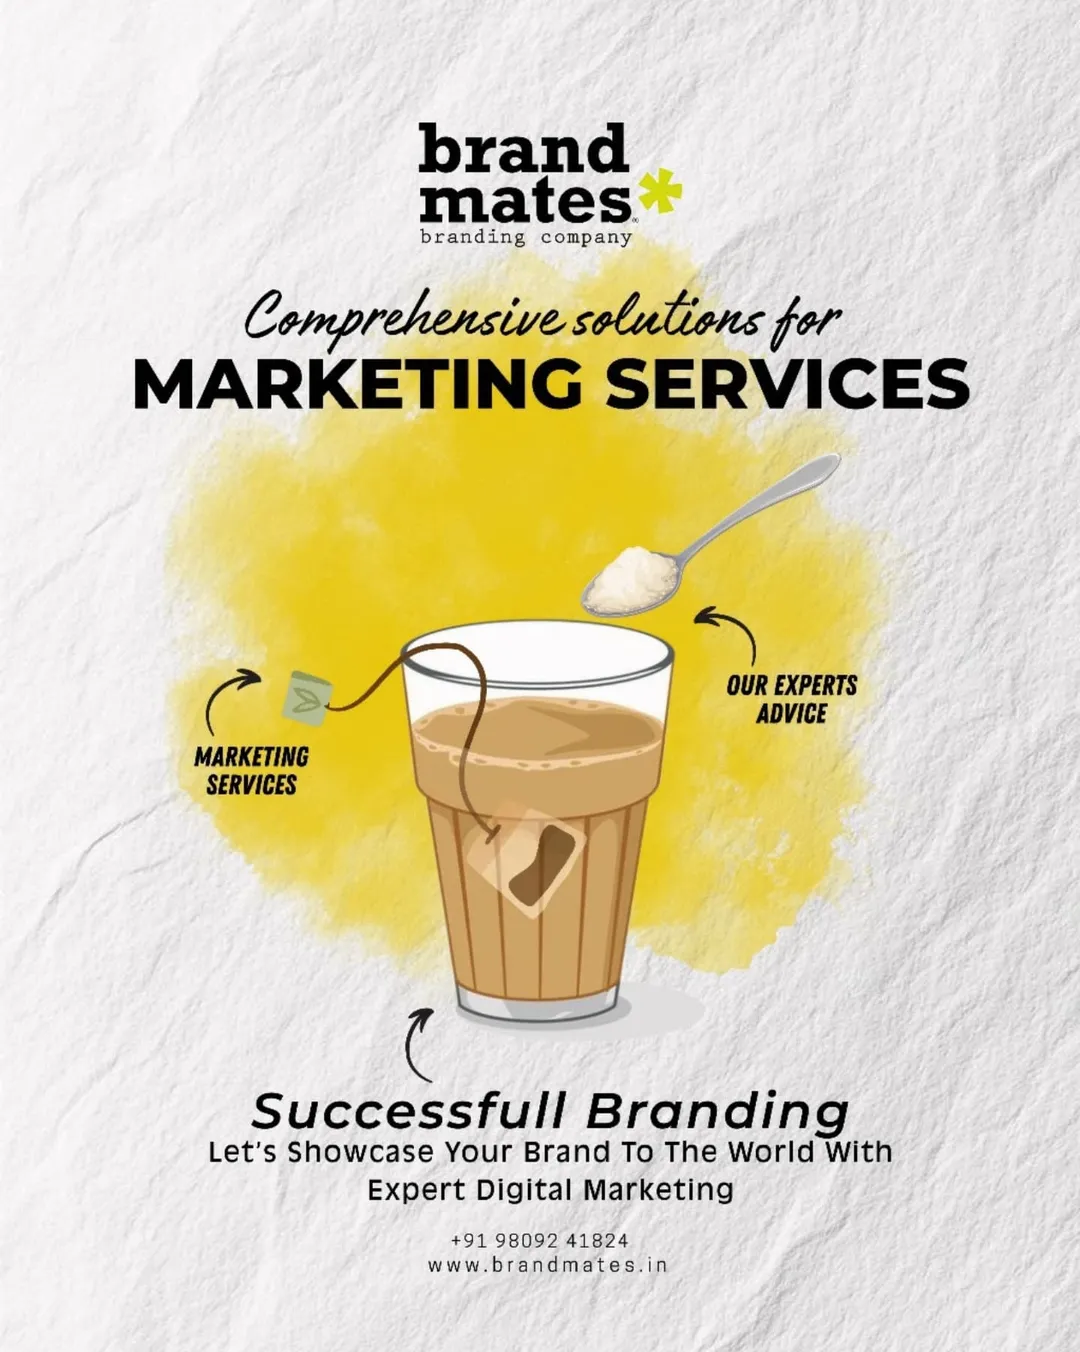 brand
mates
branding company
Comprehensive solutions for
MARKETING SERVICES
OUR EXPERTS
ADVICE
MARKETING
SERVICES
Successfull Branding
Let's Showcase Your Brand To The World With
Expert Digital Marketing
+91 98092 41824
www.brandmates.in